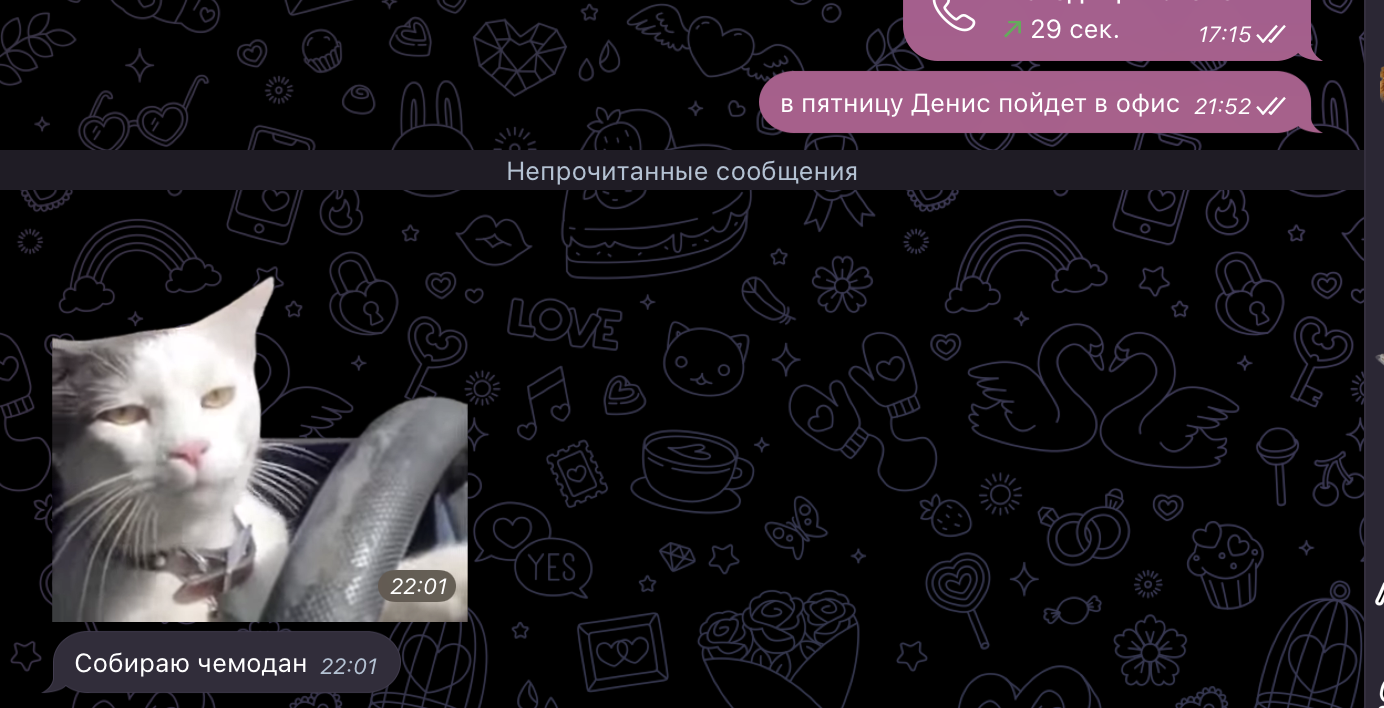 29 сек. 17:15
в пятницу Денис пойдет в офис 21:52
Непрочитанные сообщения
LOVE
YES
22:01
Собираю чемодан 22:01